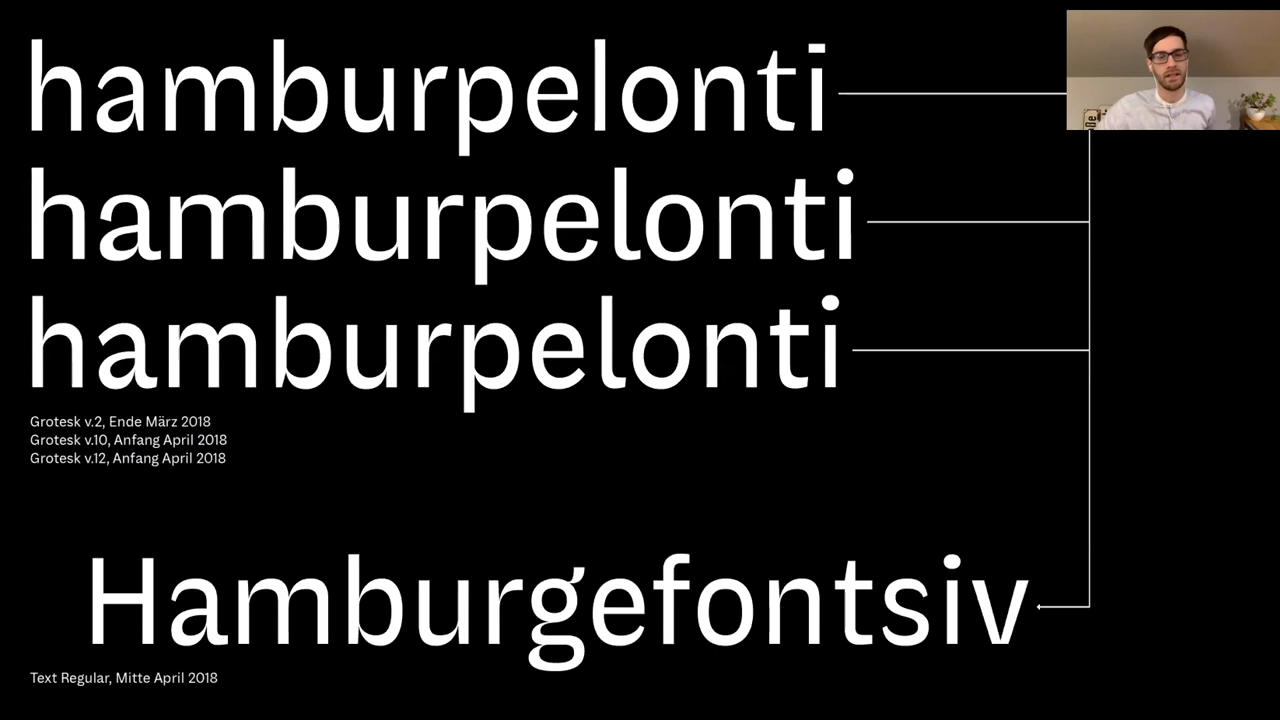 hamburpelonti
hamburpelonti
hamburpelonti
Grotesk v.2, Ende März 2018
Grotesk v.10, Anfang April 2018
Grotesk v.12, Anfang April 2018
Hamburgefontsiv
Text Regular, Mitte April 2018